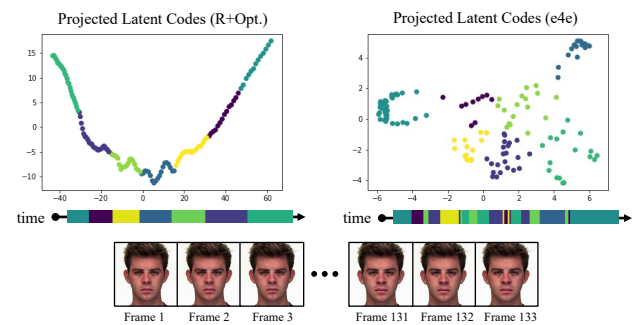 Projected Latent Codes (R+Opt.)
Projected Latent Codes (e4e)
15
10
5
0
−5
−10
−40
−20
0
20
40
60
4
2
0
−2
−4
−6
−4
−2
0
2
4
6
time
time
Frame 1
Frame 2
Frame 3
Frame 131
Frame 132
Frame 133